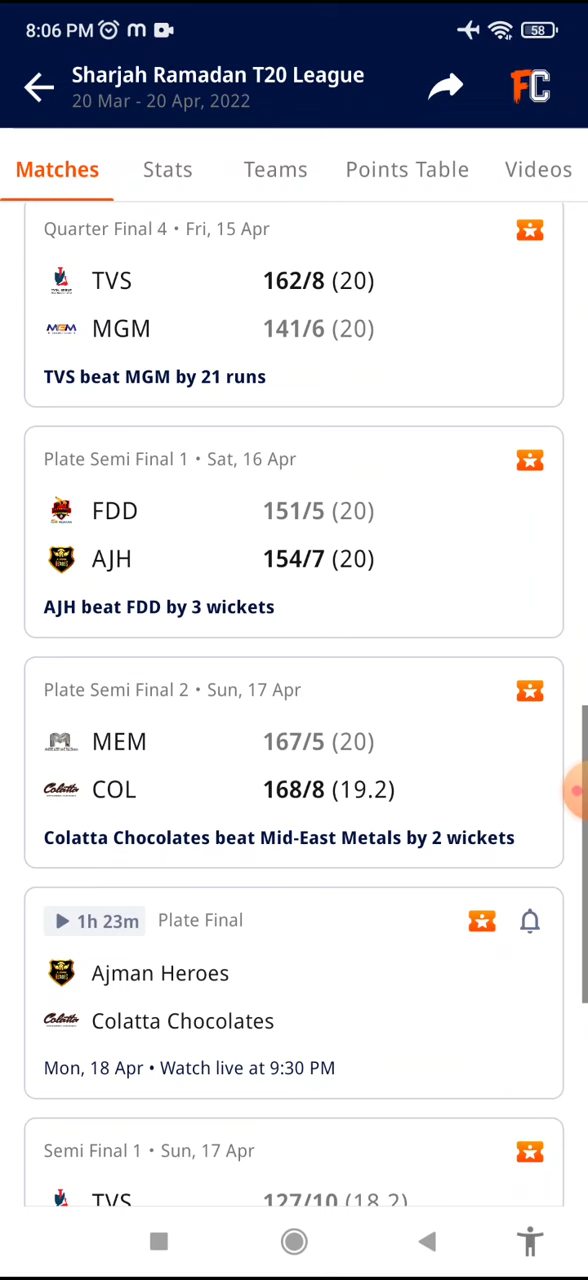 8:06 PM m 58
Sharjah Ramadan T20 League
20 Mar - 20 Apr, 2022
FC
Matches Stats Teams Points Table Videos
Quarter Final 4 • Fri, 15 Apr
TVS 162/8 (20)
MGM MGM 141/6 (20)
TVS beat MGM by 21 runs
Plate Semi Final 1 • Sat, 16 Apr
FDD 151/5 (20)
AJH 154/7 (20)
AJH beat FDD by 3 wickets
Plate Semi Final 2 • Sun, 17 Apr
MEM 167/5 (20)
Colatta COL 168/8 (19.2)
Colatta Chocolates beat Mid-East Metals by 2 wickets
1h 23m Plate Final
Ajman Heroes
Colatta Colatta Chocolates
Mon, 18 Apr • Watch live at 9:30 PM
Semi Final 1 • Sun, 17 Apr
TVS 127/10 (18.2)